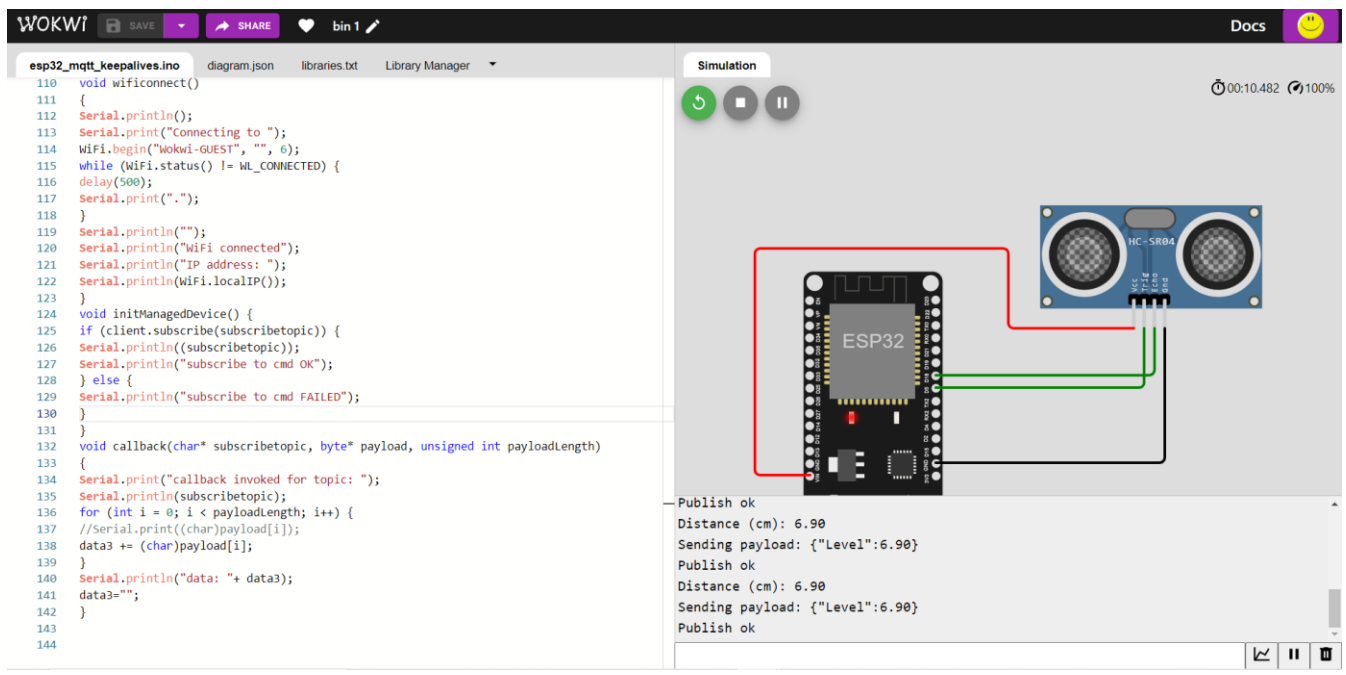 WOKWi SAVE SHARE bin 1 Docs
esp32_mqtt_keepalives.ino diagram.json libraries.txt Library Manager
110 void wificonnect()
111 {
112 Serial.println();
113 Serial.print("Connecting to ");
114 WiFi.begin("Wokwi-GUEST", "", 6);
115 while (WiFi.status() != WL_CONNECTED) {
116 delay(500);
117 Serial.print(".");
118 }
119 Serial.println("");
120 Serial.println("WiFi connected");
121 Serial.println("IP address: ");
122 Serial.println(WiFi.localIP());
123 }
124 void initManagedDevice() {
125 if (client.subscribe(subscribetopic)) {
126 Serial.println((subscribetopic));
127 Serial.println("subscribe to cmd OK");
128 } else {
129 Serial.println("subscribe to cmd FAILED");
130 }
131 }
132 void callback(char* subscribetopic, byte* payload, unsigned int payloadLength)
133 {
134 Serial.print("callback invoked for topic: ");
135 Serial.println(subscribetopic);
136 for (int i = 0; i < payloadLength; i++) {
137 //Serial.print((char)payload[i]);
138 data3 += (char)payload[i];
139 }
140 Serial.println("data: "+ data3);
141 data3="";
142 }
143
144
Simulation
00:10.482 100%
HC-SR04
Vcc
Trig
Echo
Gnd
ESP32
Publish ok
Distance (cm): 6.90
Sending payload: {"Level":6.90}
Publish ok
Distance (cm): 6.90
Sending payload: {"Level":6.90}
Publish ok